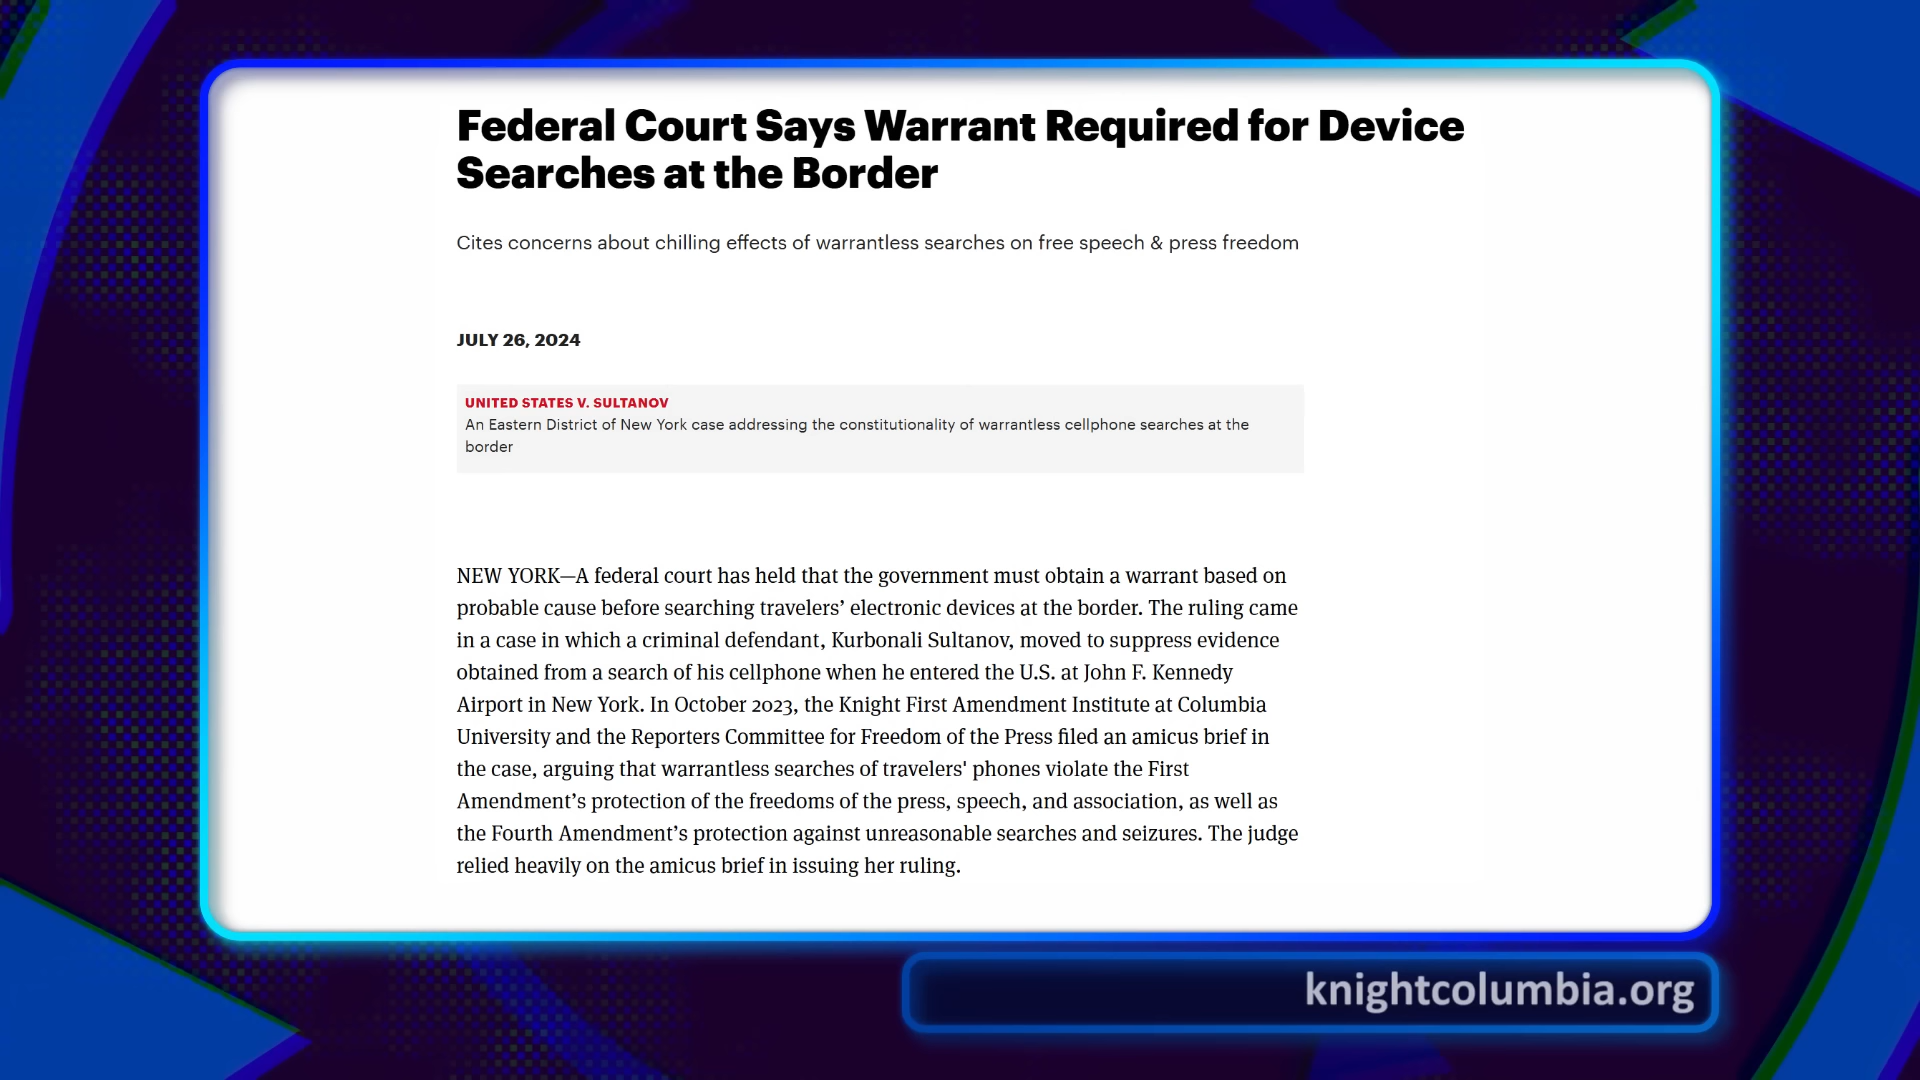 Federal Court Says Warrant Required for Device
Searches at the Border
Cites concerns about chilling effects of warrantless searches on free speech & press freedom
JULY 26, 2024
UNITED STATES V. SULTANOV
An Eastern District of New York case addressing the constitutionality of warrantless cellphone searches at the
border
NEW YORK—A federal court has held that the government must obtain a warrant based on
probable cause before searching travelers’ electronic devices at the border. The ruling came
in a case in which a criminal defendant, Kurbonali Sultanov, moved to suppress evidence
obtained from a search of his cellphone when he entered the U.S. at John F. Kennedy
Airport in New York. In October 2023, the Knight First Amendment Institute at Columbia
University and the Reporters Committee for Freedom of the Press filed an amicus brief in
the case, arguing that warrantless searches of travelers' phones violate the First
Amendment’s protection of the freedoms of the press, speech, and association, as well as
the Fourth Amendment’s protection against unreasonable searches and seizures. The judge
relied heavily on the amicus brief in issuing her ruling.
knightcolumbia.org